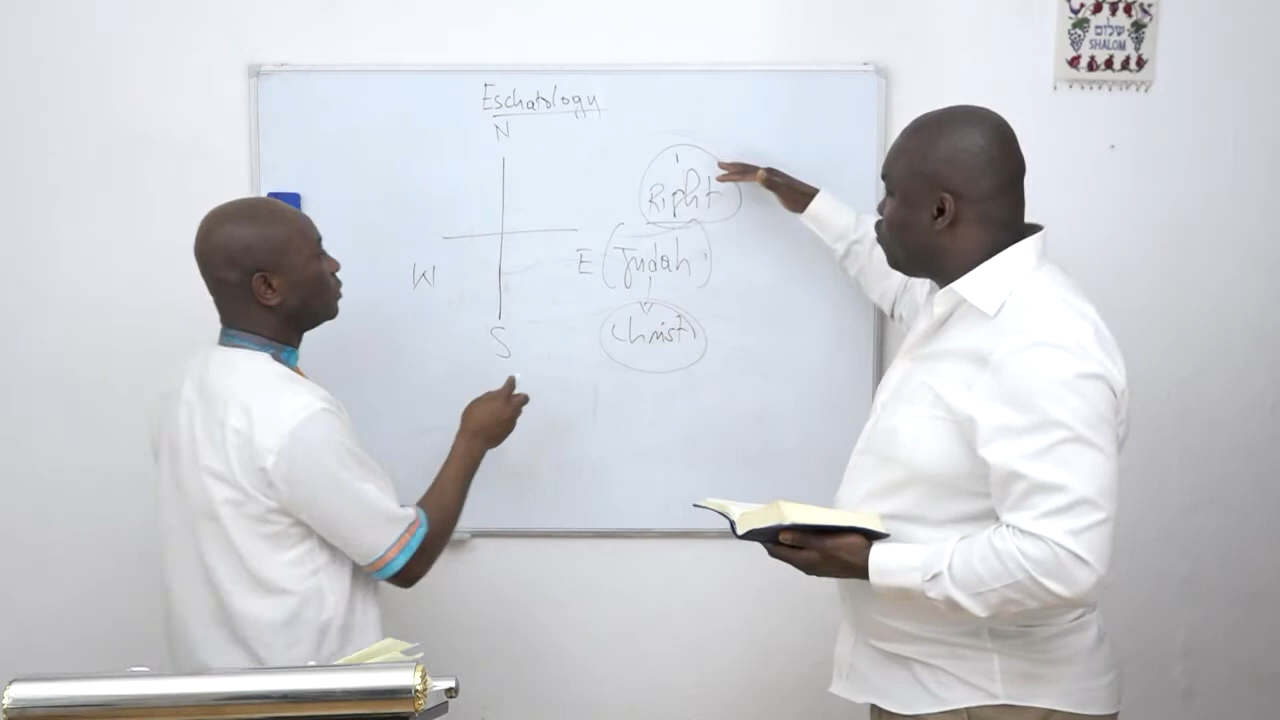 Eschatology
N
Right
W
E (Judah)
Christ
S
שלום
SHALOM